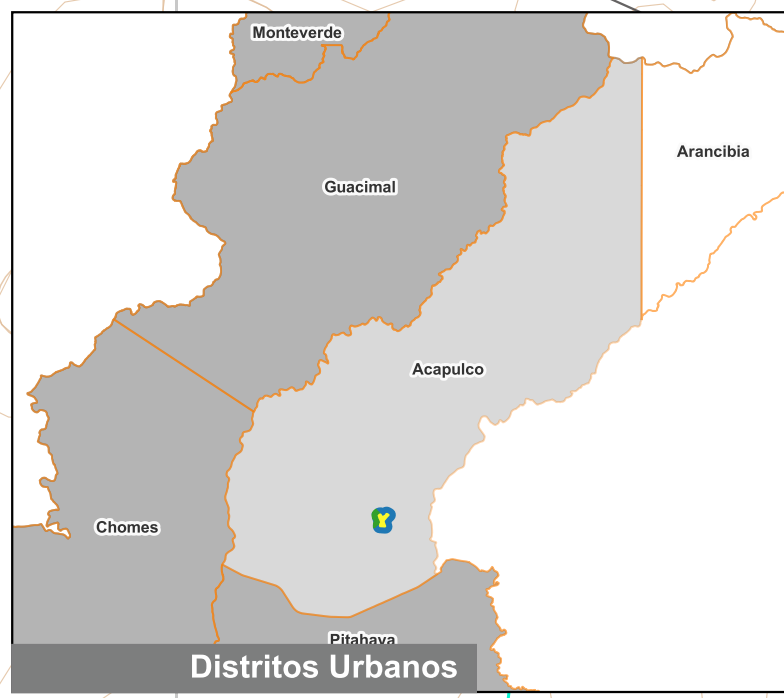 Monteverde
Arancibia
Guacimal
Acapulco
Chomes
Pitahaya
Distritos Urbanos